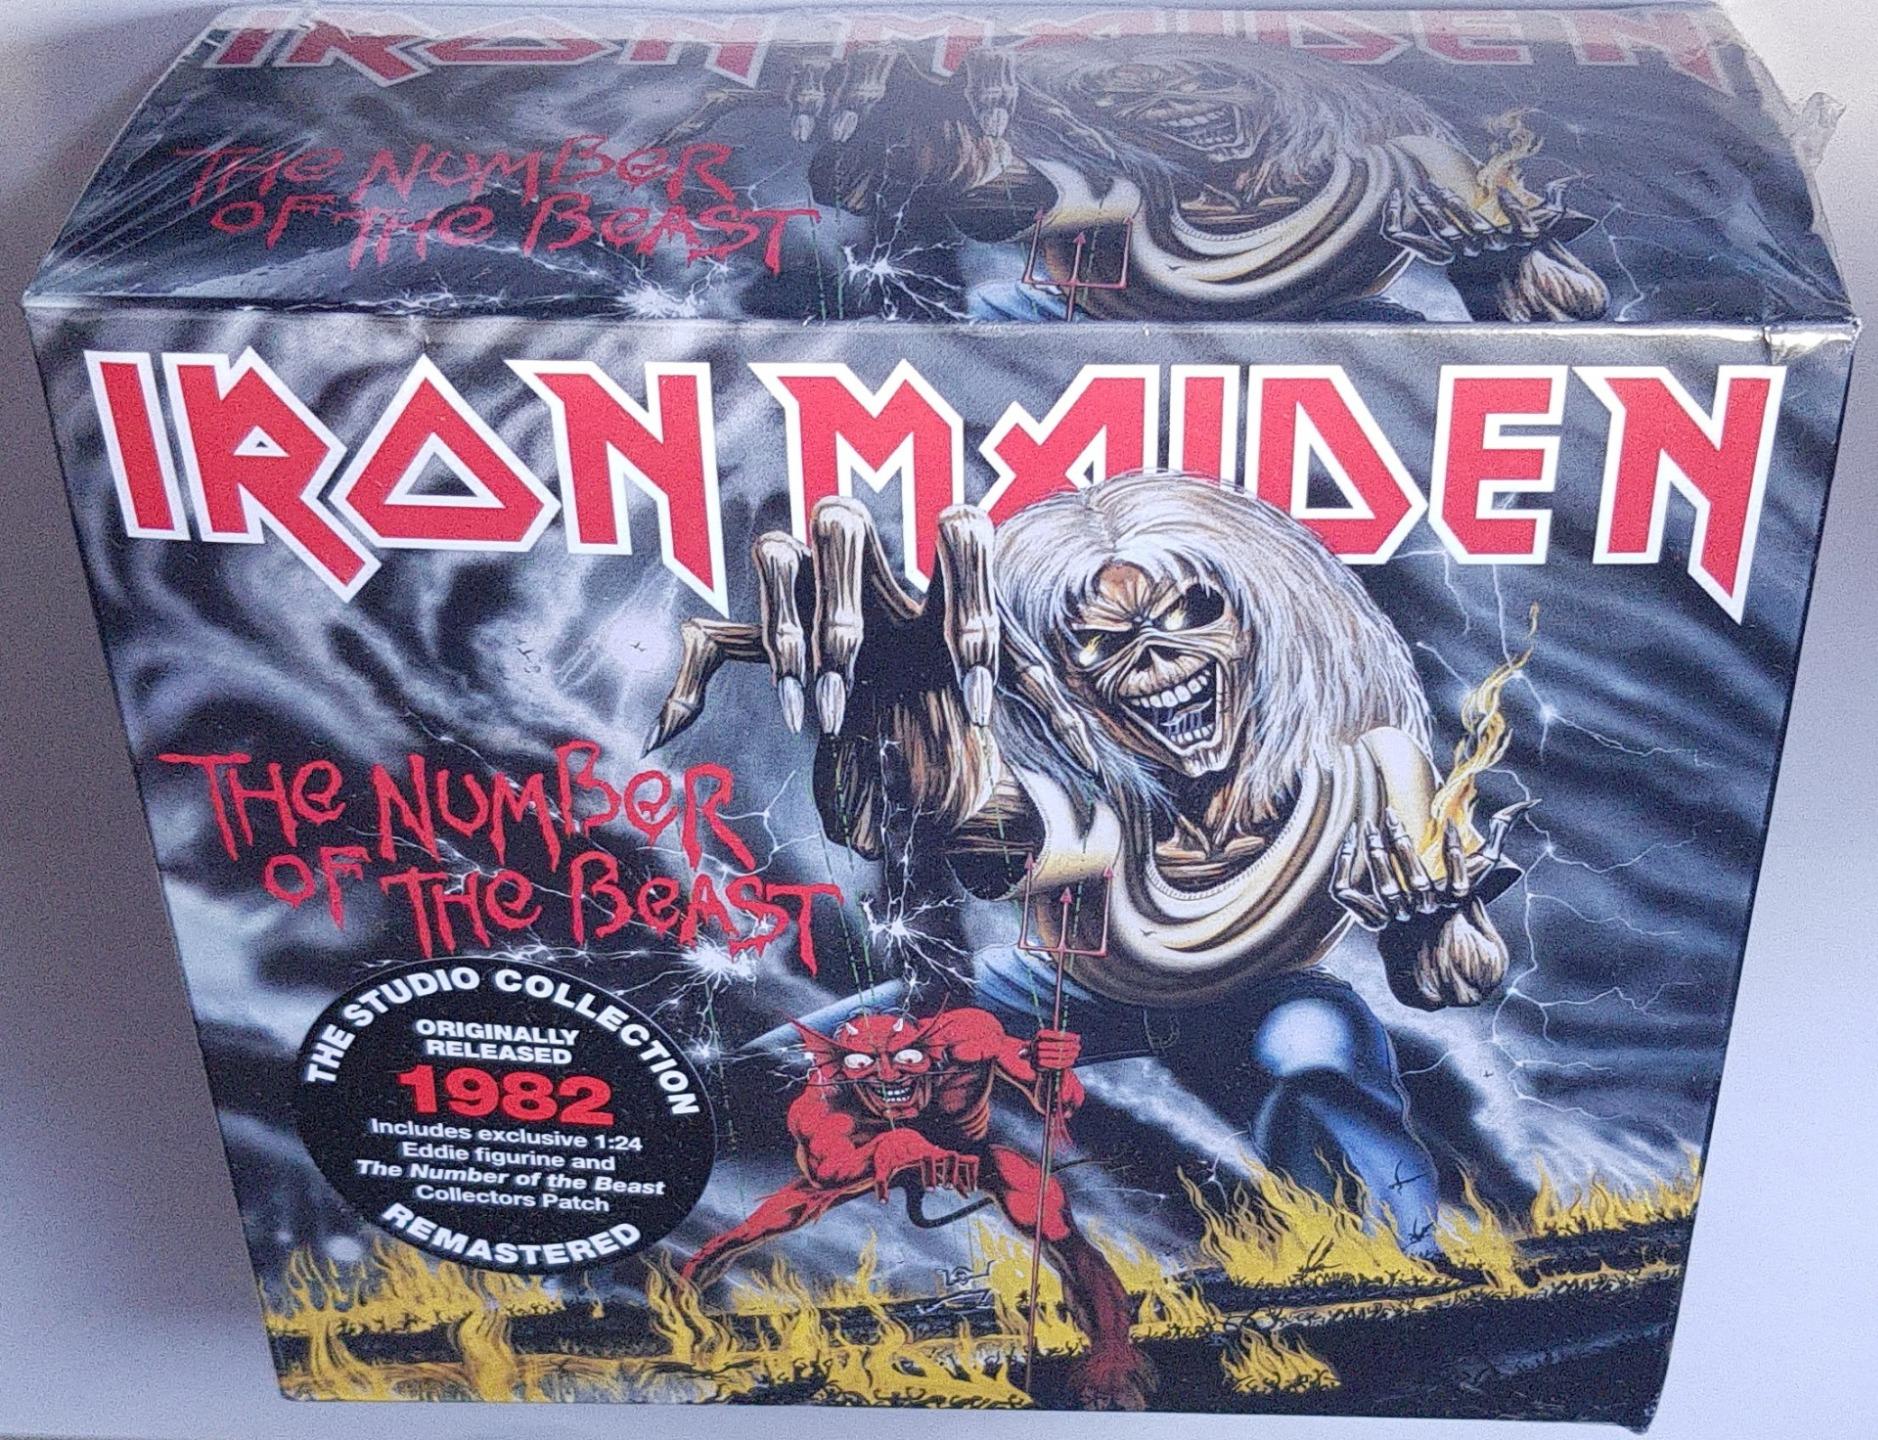 IRON MAIDEN
THE NUMBER
OF THE BEAST
IRON MAIDEN
THE NUMBER
OF THE BEAST
THE STUDIO COLLECTION
ORIGINALLY
RELEASED
1982
Includes exclusive 1:24
Eddie figurine and
The Number of the Beast
Collectors Patch
REMASTERED